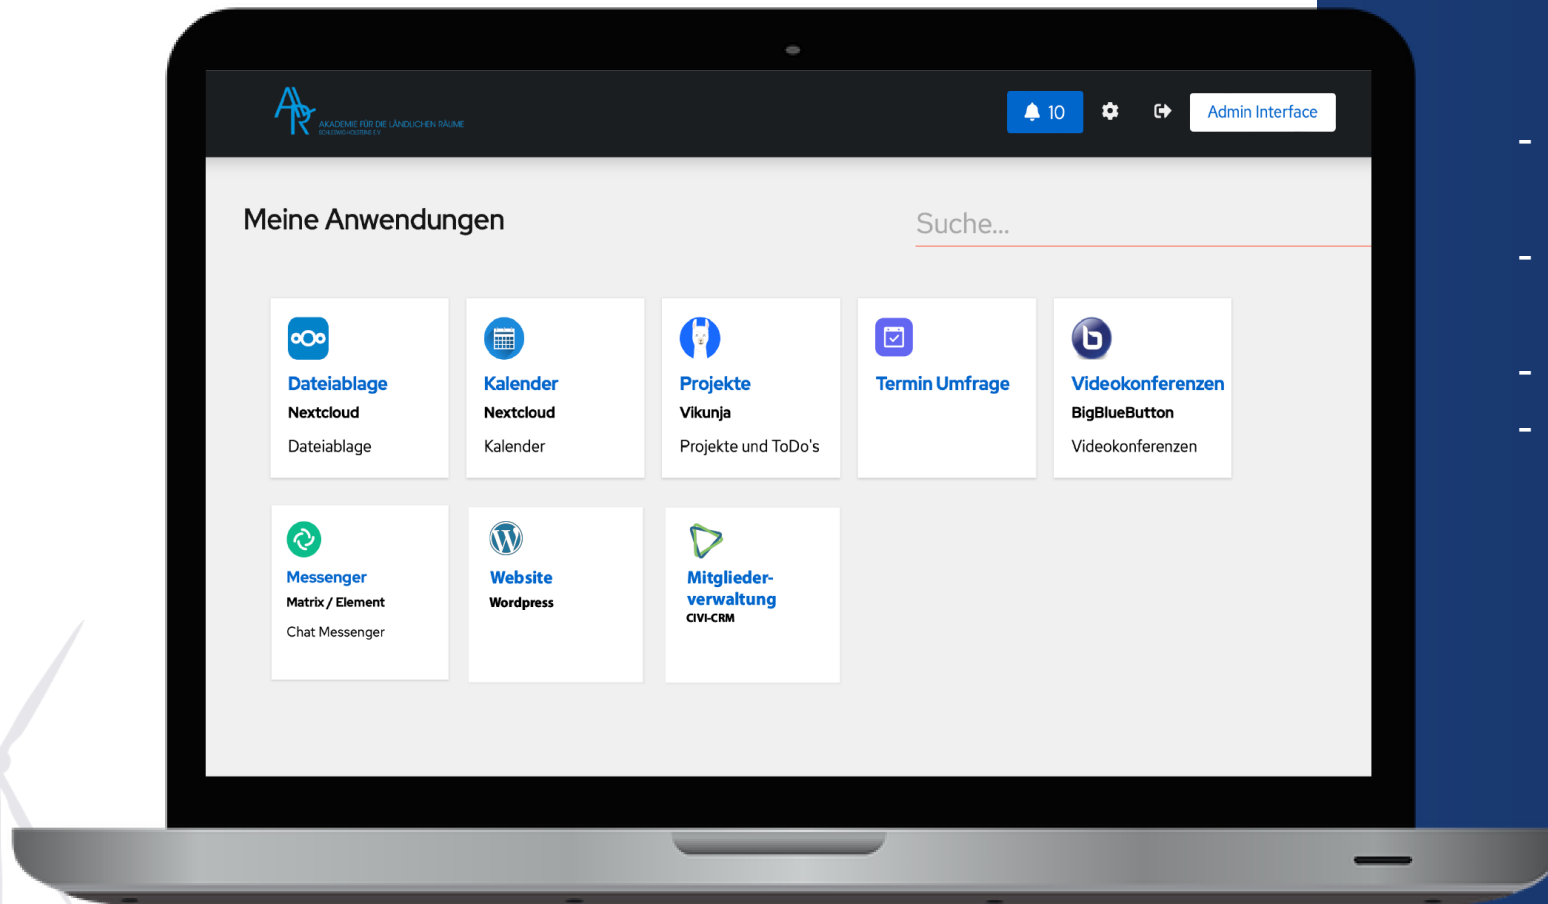 AKADEMIE FÜR DIE LÄNDLICHEN RÄUME
SCHLESWIG-HOLSTEINS E.V.
10
Admin Interface
Meine Anwendungen
Suche...
Dateiablage
Nextcloud
Dateiablage
Kalender
Nextcloud
Kalender
Projekte
Vikunja
Projekte und ToDo's
Termin Umfrage
Videokonferenzen
BigBlueButton
Videokonferenzen
Messenger
Matrix / Element
Chat Messenger
Website
Wordpress
Mitglieder-
verwaltung
CIVI-CRM
-
-
-
-